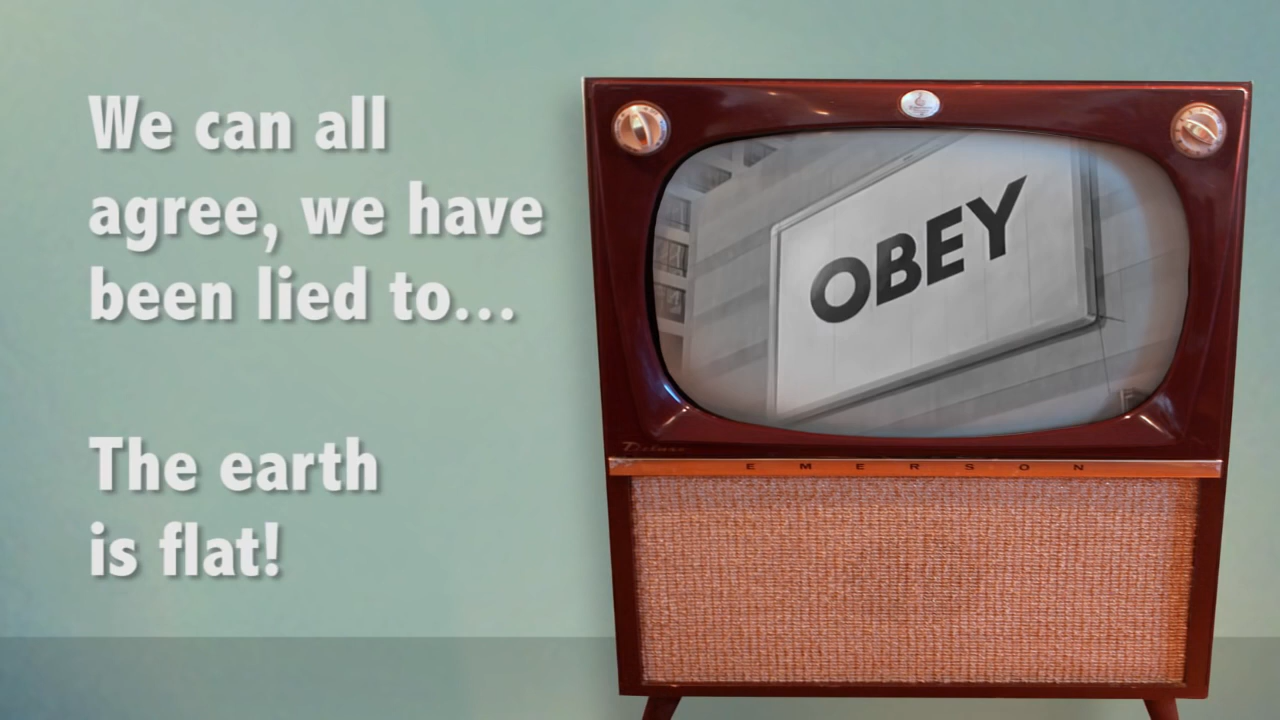 We can all
agree, we have
been lied to...
The earth
is flat!
OBEY
EMERSON